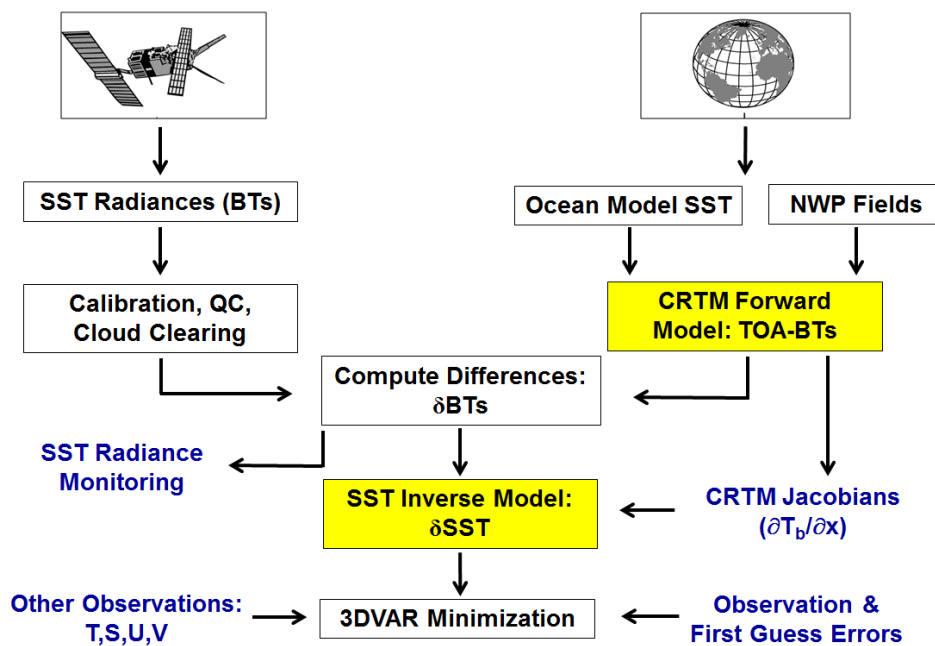 SST Radiances (BTs)
Ocean Model SST
NWP Fields
Calibration, QC,
Cloud Clearing
CRTM Forward
Model: TOA-BTs
Compute Differences:
δBTs
SST Radiance
Monitoring
SST Inverse Model:
δSST
CRTM Jacobians
(∂T_b/∂x)
Other Observations:
T,S,U,V
3DVAR Minimization
Observation &
First Guess Errors